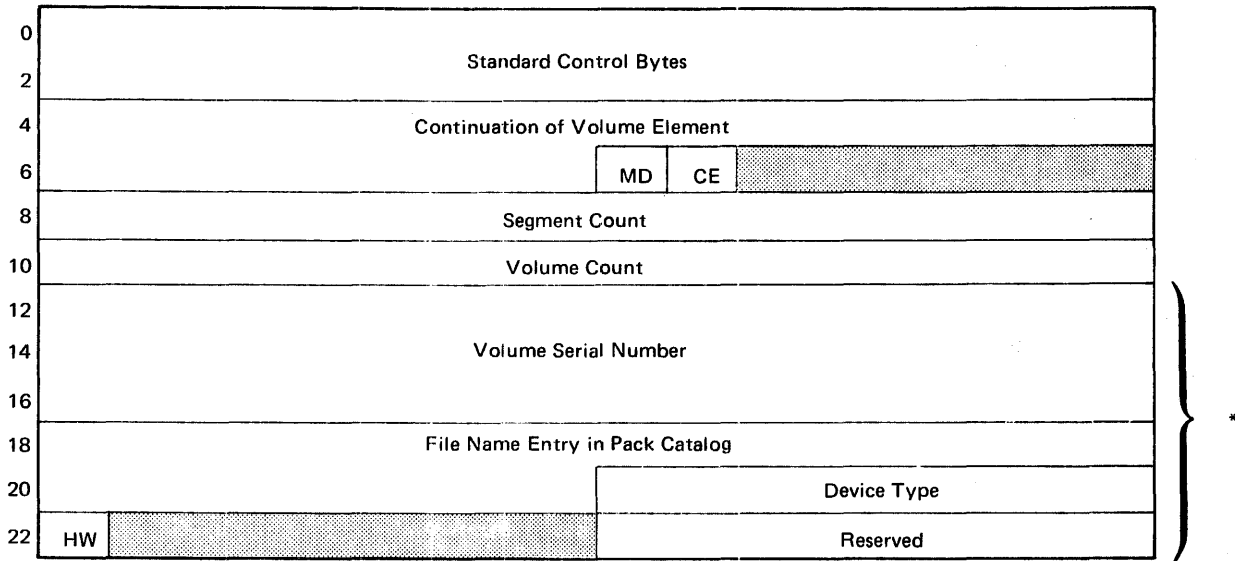 0
Standard Control Bytes
2
4 Continuation of Volume Element
6 MD CE
8 Segment Count
10 Volume Count
12
14 Volume Serial Number
16
*
18 File Name Entry in Pack Catalog
20 Device Type
22 HW Reserved